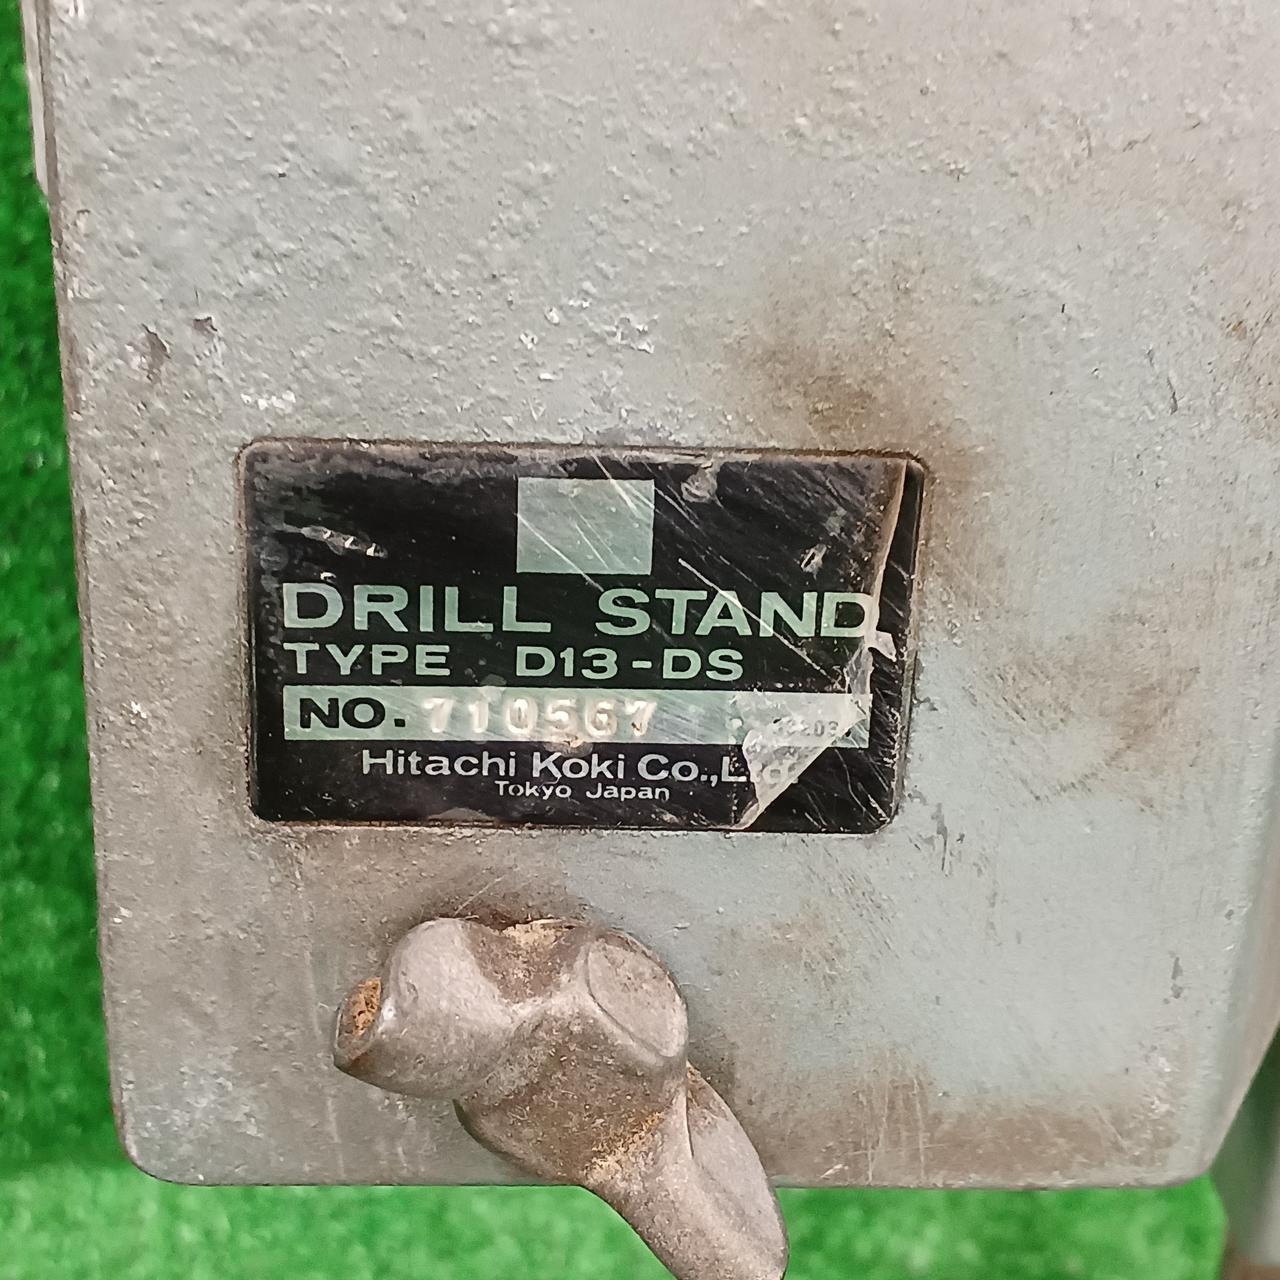 DRILL STAND
TYPE D13-DS
NO. 710567
Hitachi Koki Co.,Ltd.
Tokyo Japan